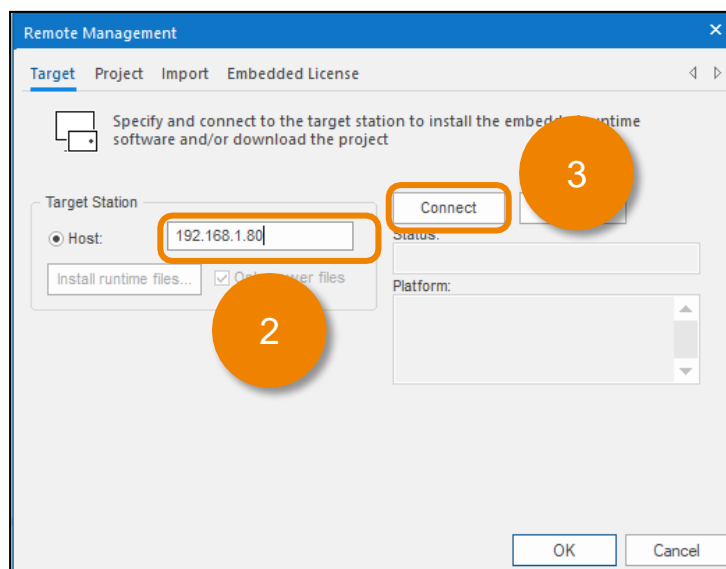 Remote Management
Target Project Import Embedded License
Specify and connect to the target station to install the embedded runtime
software and/or download the project
3
Target Station
Connect
Host:
192.168.1.80
Status:
Install runtime files...
files
Platform:
2
OK Cancel